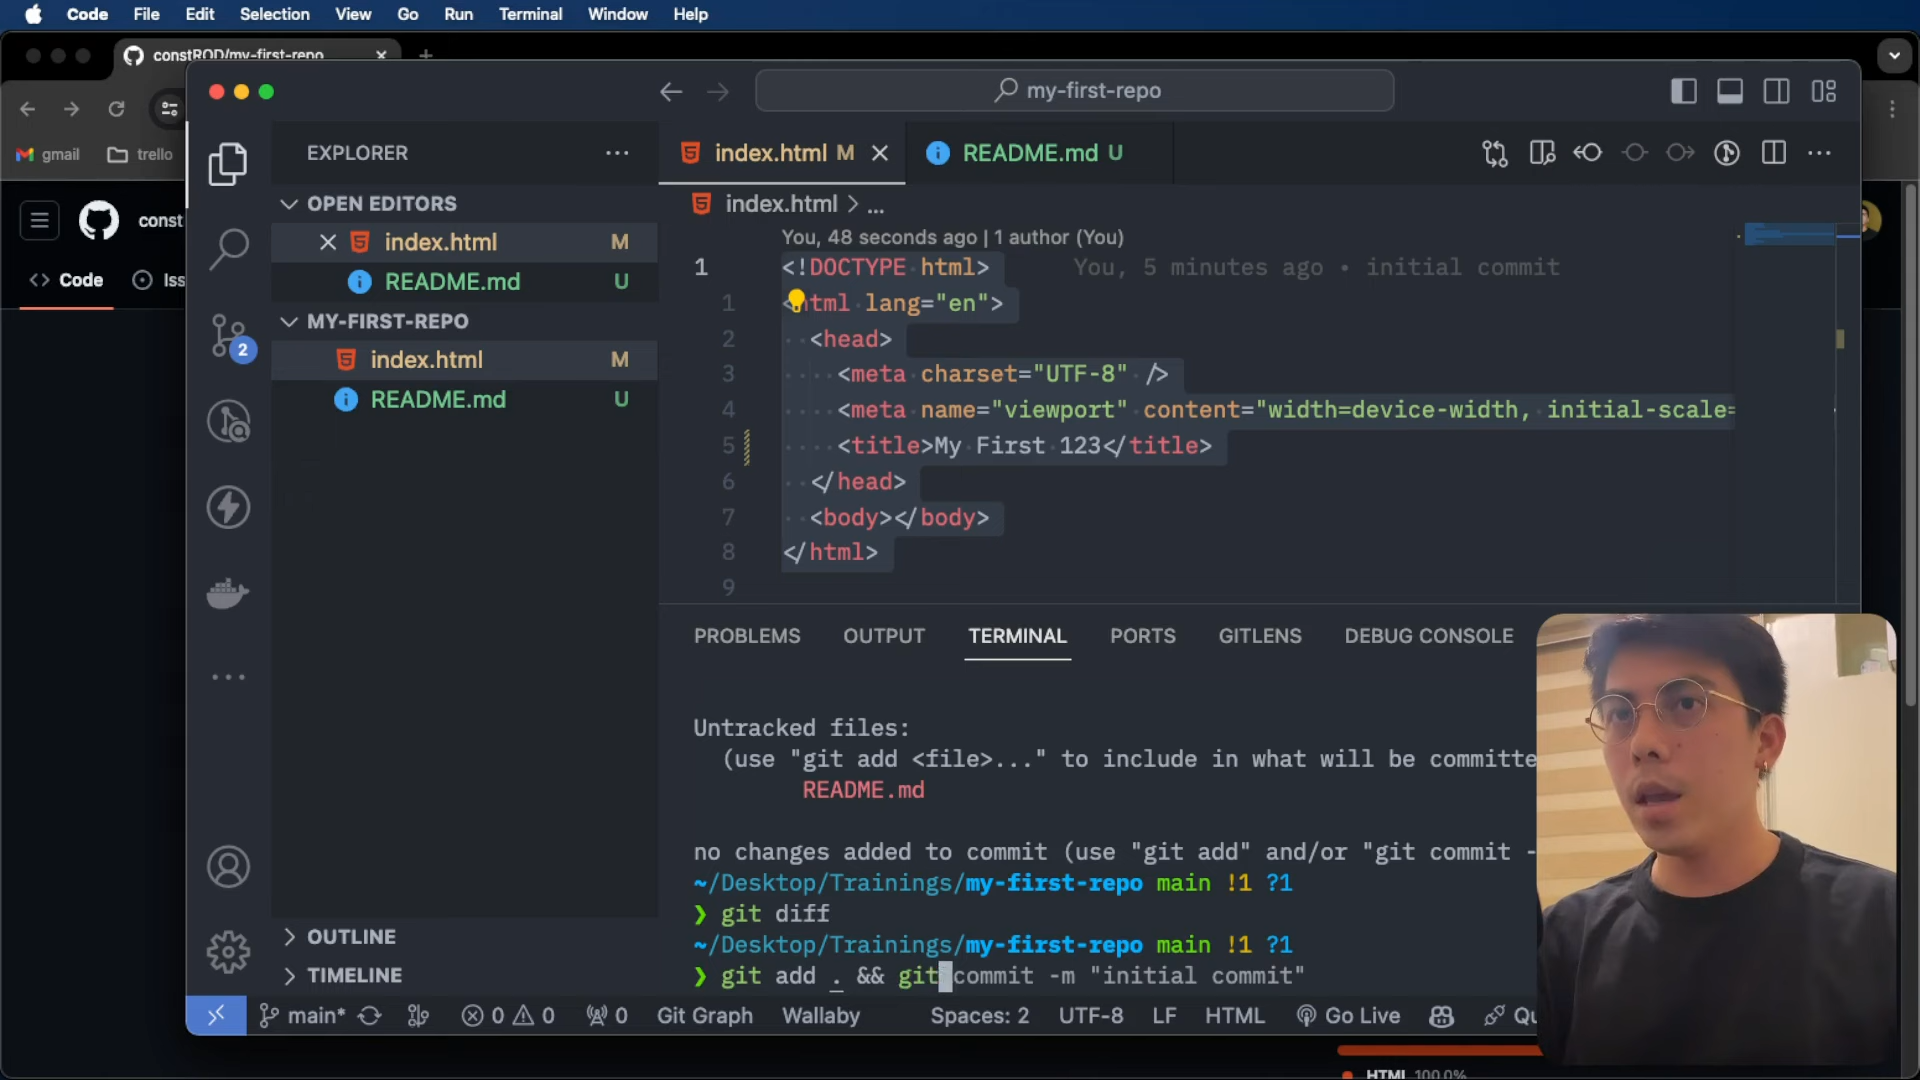 Code File Edit Selection View Go Run Terminal Window Help
constROD/my-first-repo
gmail trello
const
Code Iss
my-first-repo
EXPLORER
OPEN EDITORS
index.html M
README.md U
MY-FIRST-REPO
index.html M
README.md U
2
OUTLINE
TIMELINE
index.html M README.md U
index.html > ...
You, 48 seconds ago | 1 author (You)
1 <!DOCTYPE html> You, 5 minutes ago • initial commit
1 <html lang="en">
2 <head>
3 <meta charset="UTF-8" />
4 <meta name="viewport" content="width=device-width, initial-scale=
5 <title>My First 123</title>
6 </head>
7 <body></body>
8 </html>
9
PROBLEMS OUTPUT TERMINAL PORTS GITLENS DEBUG CONSOLE
Untracked files:
(use "git add <file>..." to include in what will be committe
README.md
no changes added to commit (use "git add" and/or "git commit -
~/Desktop/Trainings/my-first-repo main !1 ?1
❯ git diff
~/Desktop/Trainings/my-first-repo main !1 ?1
❯ git add . && git commit -m "initial commit"
main* 0 0 0 Git Graph Wallaby Spaces: 2 UTF-8 LF HTML Go Live Qu
HTML 100.0%